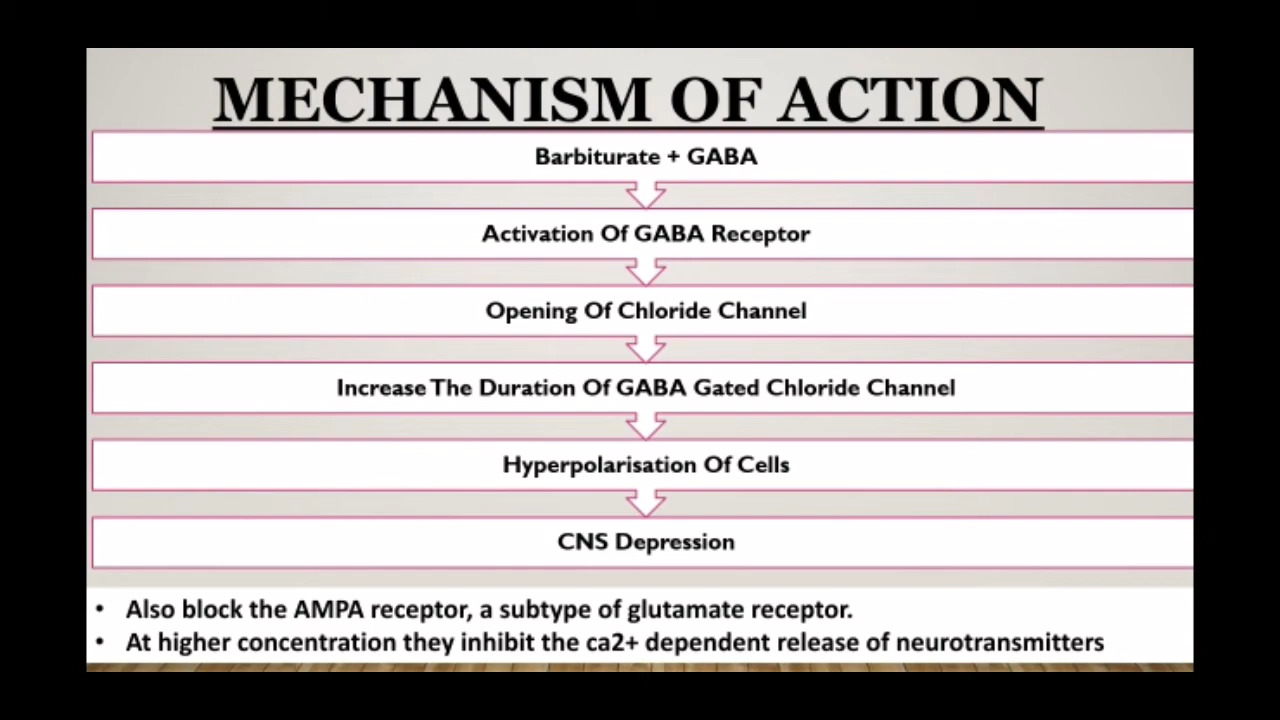 MECHANISM OF ACTION
Barbiturate + GABA
Activation Of GABA Receptor
Opening Of Chloride Channel
Increase The Duration Of GABA Gated Chloride Channel
Hyperpolarisation Of Cells
CNS Depression
• Also block the AMPA receptor, a subtype of glutamate receptor.
• At higher concentration they inhibit the ca2+ dependent release of neurotransmitters